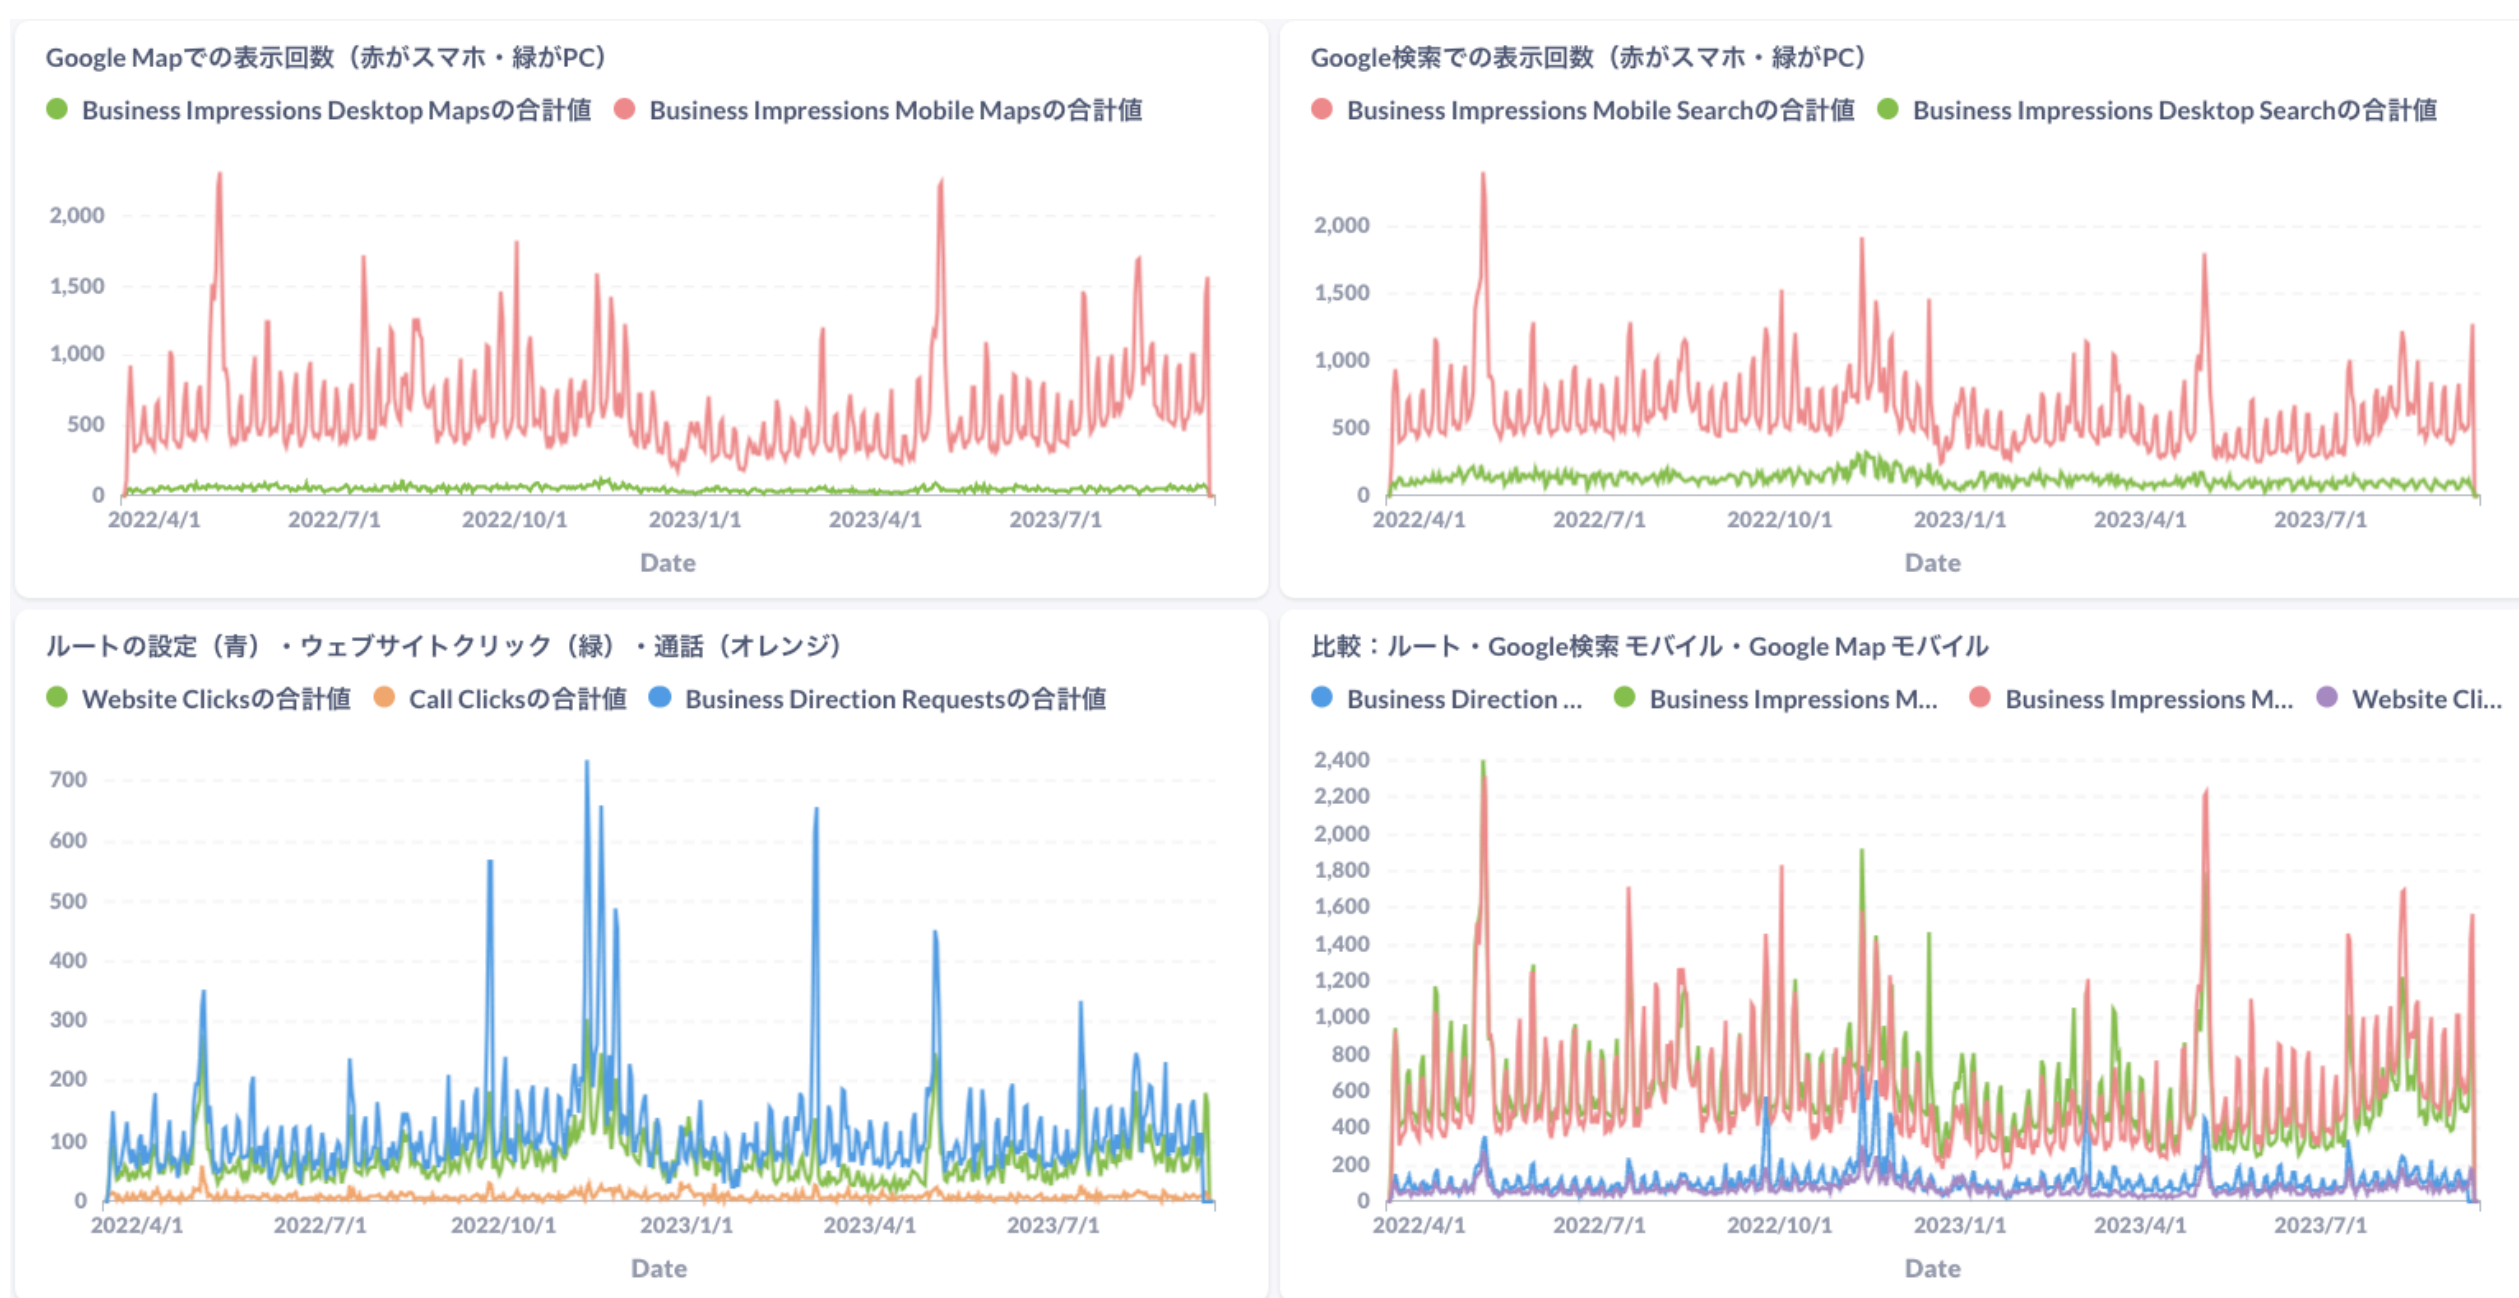 Google Mapでの表示回数（赤がスマホ・緑がPC）
Business Impressions Desktop Mapsの合計値 Business Impressions Mobile Mapsの合計値
2,000
1,500
1,000
500
0
2022/4/1 2022/7/1 2022/10/1 2023/1/1 2023/4/1 2023/7/1
Date
Google検索での表示回数（赤がスマホ・緑がPC）
Business Impressions Mobile Searchの合計値 Business Impressions Desktop Searchの合計値
2,000
1,500
1,000
500
0
2022/4/1 2022/7/1 2022/10/1 2023/1/1 2023/4/1 2023/7/1
Date
ルートの設定（青）・ウェブサイトクリック（緑）・通話（オレンジ）
Website Clicksの合計値 Call Clicksの合計値 Business Direction Requestsの合計値
700
600
500
400
300
200
100
0
2022/4/1 2022/7/1 2022/10/1 2023/1/1 2023/4/1 2023/7/1
Date
比較：ルート・Google検索 モバイル・Google Map モバイル
Business Direction ... Business Impressions M... Business Impressions M... Website Cli...
2,400
2,200
2,000
1,800
1,600
1,400
1,200
1,000
800
600
400
200
0
2022/4/1 2022/7/1 2022/10/1 2023/1/1 2023/4/1 2023/7/1
Date